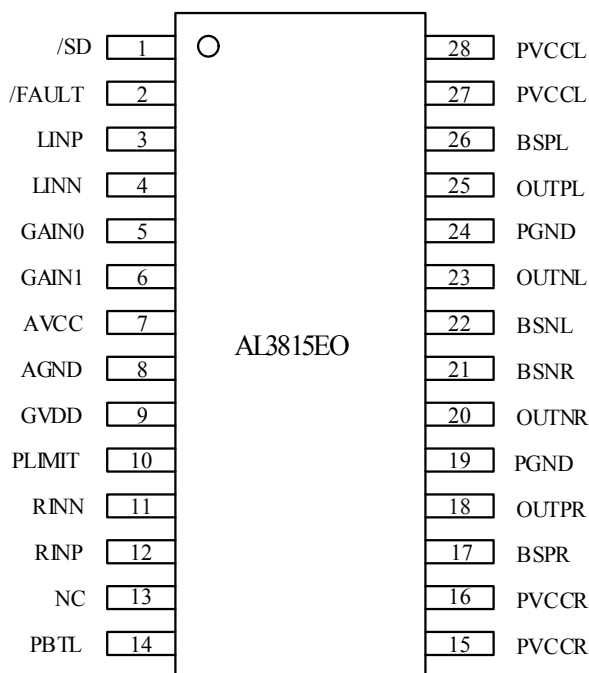 /SD 1 28 PVCCL
/FAULT 2 27 PVCCL
LINP 3 26 BSPL
LINN 4 25 OUTPL
GAIN0 5 24 PGND
GAIN1 6 23 OUTNL
AVCC 7 22 BSNL
AL3815EO
AGND 8 21 BSNR
GVDD 9 20 OUTNR
PLIMIT 10 19 PGND
RINN 11 18 OUTPR
RINP 12 17 BSPR
NC 13 16 PVCCR
PBTL 14 15 PVCCR